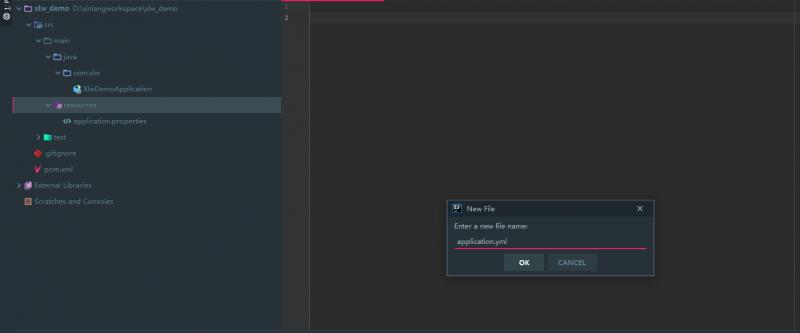 xlw_demo D:\xinlangworkspace\xlw_demo
src
main
java
com.xlw
XlwDemoApplication
resources
application.properties
test
.gitignore
pom.xml
External Libraries
Scratches and Consoles
1
2
New File
Enter a new file name:
application.yml
OK CANCEL